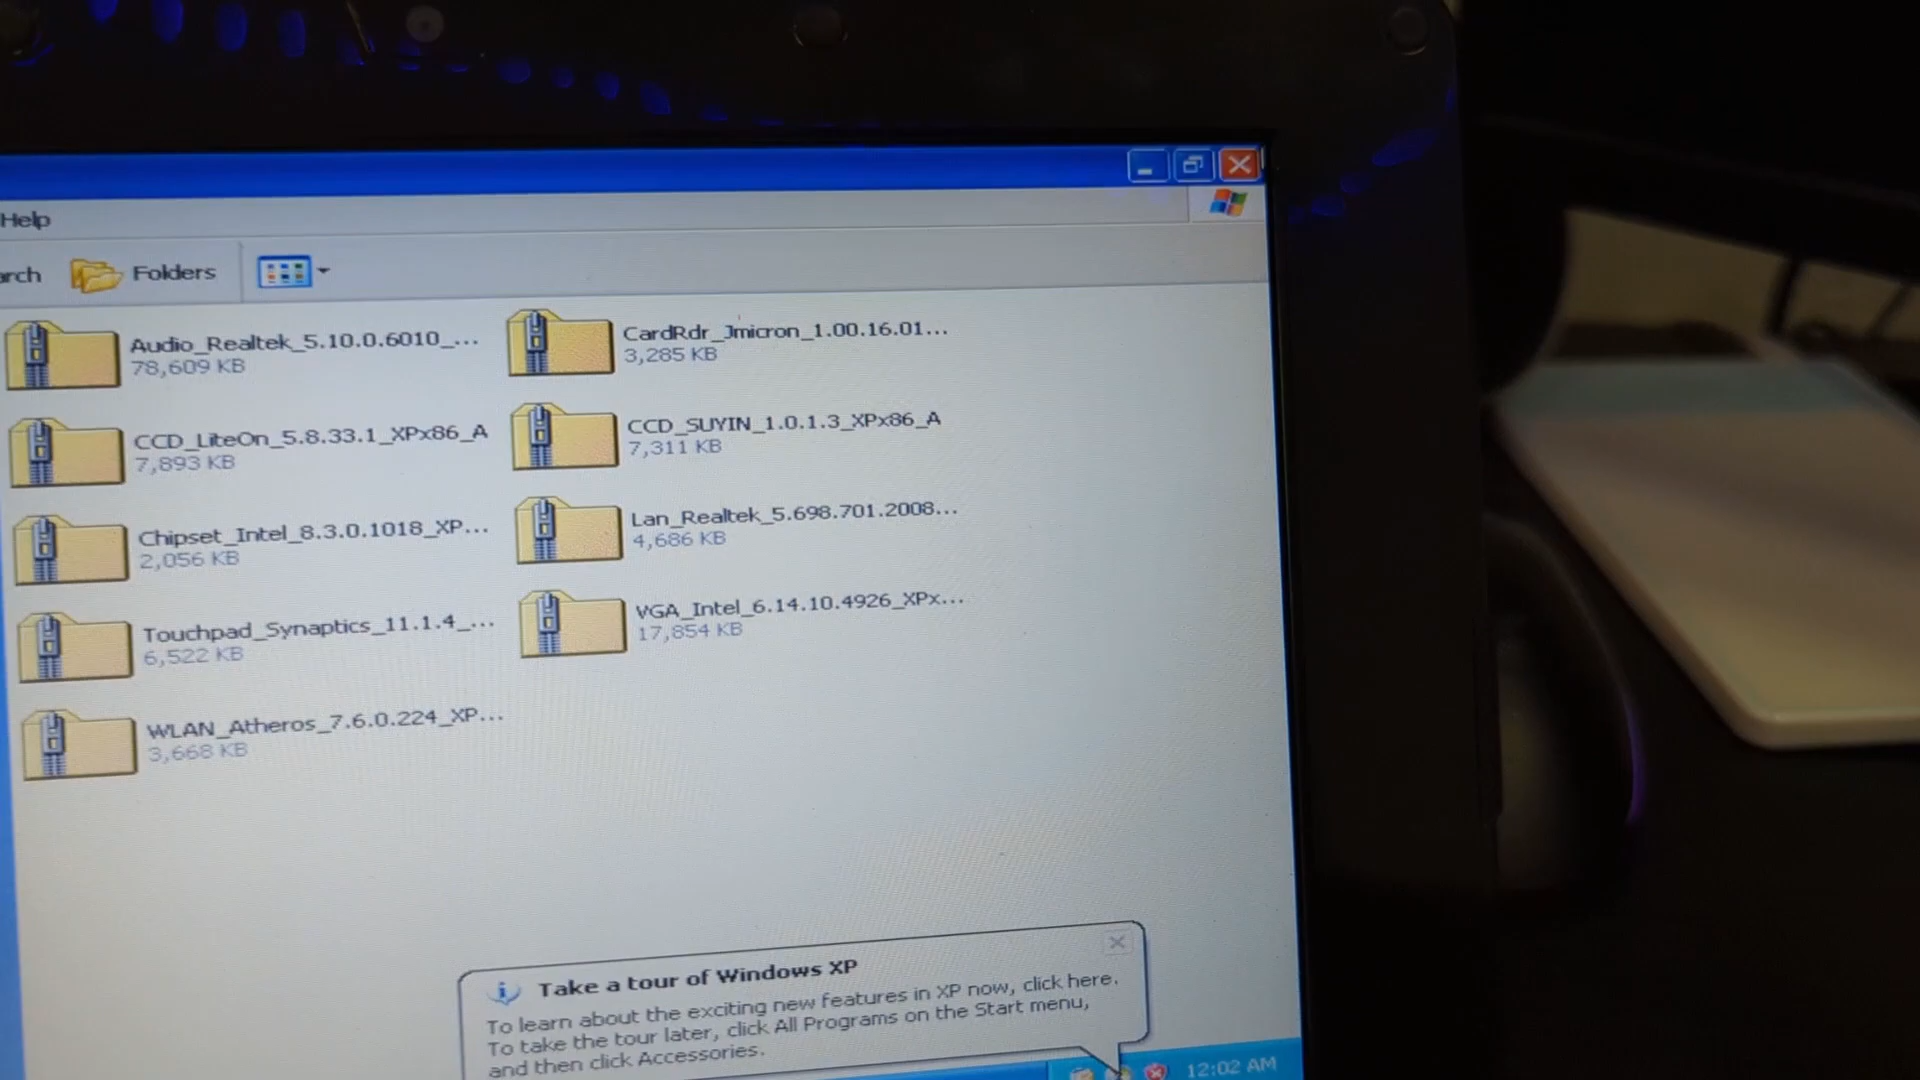 Help
arch Folders
Audio_Realtek_5.10.0.6010_...
78,609 KB
CardRdr_Jmicron_1.00.16.01...
3,285 KB
CCD_LiteOn_5.8.33.1_XPx86_A
7,893 KB
CCD_SUYIN_1.0.1.3_XPx86_A
7,311 KB
Chipset_Intel_8.3.0.1018_XP...
2,056 KB
Lan_Realtek_5.698.701.2008...
4,686 KB
Touchpad_Synaptics_11.1.4_...
6,522 KB
VGA_Intel_6.14.10.4926_XPx...
17,854 KB
WLAN_Atheros_7.6.0.224_XP...
3,668 KB
Take a tour of Windows XP
To learn about the exciting new features in XP now, click here.
To take the tour later, click All Programs on the Start menu,
and then click Accessories.
12:02 AM